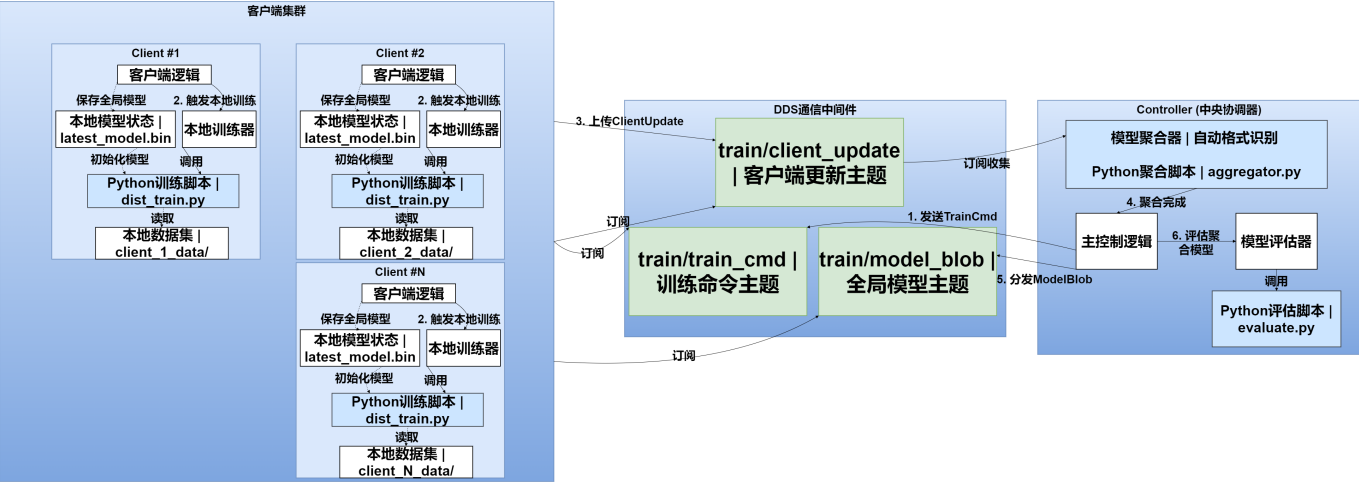 客户端集群
Client #1
客户端逻辑
保存全局模型
2. 触发本地训练
本地模型状态 |
latest_model.bin
本地训练器
初始化模型
调用
Python训练脚本 |
dist_train.py
读取
本地数据集 |
client_1_data/
Client #2
客户端逻辑
保存全局模型
2. 触发本地训练
本地模型状态 |
latest_model.bin
本地训练器
初始化模型
调用
Python训练脚本 |
dist_train.py
读取
本地数据集 |
client_2_data/
Client #N
客户端逻辑
保存全局模型
2. 触发本地训练
本地模型状态 |
latest_model.bin
本地训练器
初始化模型
调用
Python训练脚本 |
dist_train.py
读取
本地数据集 |
client_N_data/
3. 上传ClientUpdate
订阅
订阅
订阅
DDS通信中间件
train/client_update
| 客户端更新主题
train/train_cmd |
训练命令主题
train/model_blob |
全局模型主题
订阅收集
1. 发送TrainCmd
5. 分发ModelBlob
Controller (中央协调器)
模型聚合器 | 自动格式识别
Python聚合脚本 | aggregator.py
4. 聚合完成
主控制逻辑
6. 评估聚
合模型
模型评估器
调用
Python评估脚本 |
evaluate.py